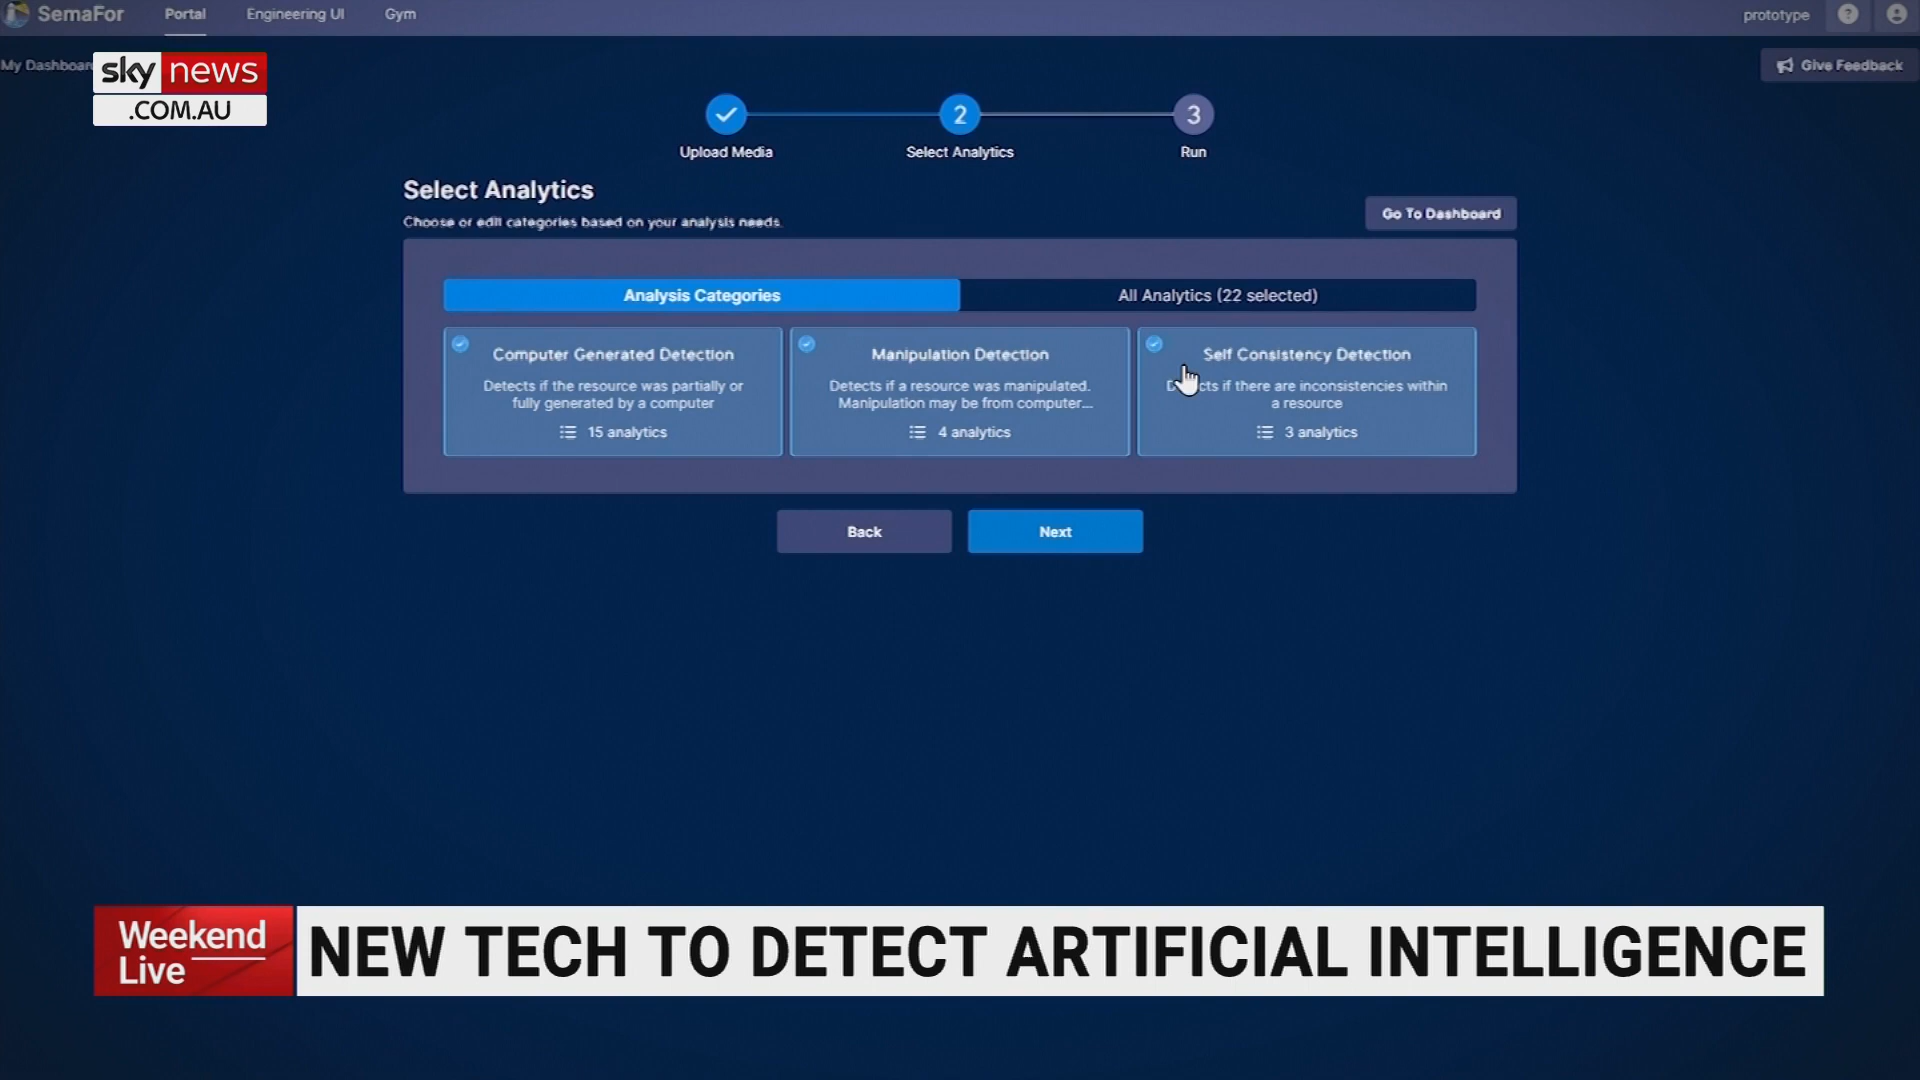 SemaFor
Portal
Engineering UI
Gym
prototype
?
My Dashboar
sky news
.COM.AU
Give Feedback
2
3
Upload Media
Select Analytics
Run
Select Analytics
Choose or edit categories based on your analysis needs.
Go To Dashboard
Analysis Categories
All Analytics (22 selected)
Computer Generated Detection
Detects if the resource was partially or
fully generated by a computer
15 analytics
Manipulation Detection
Detects if a resource was manipulated.
Manipulation may be from computer...
4 analytics
Self Consistency Detection
if there are inconsistencies within
a resource
3 analytics
Back
Next
Weekend
Live
NEW TECH TO DETECT ARTIFICIAL INTELLIGENCE